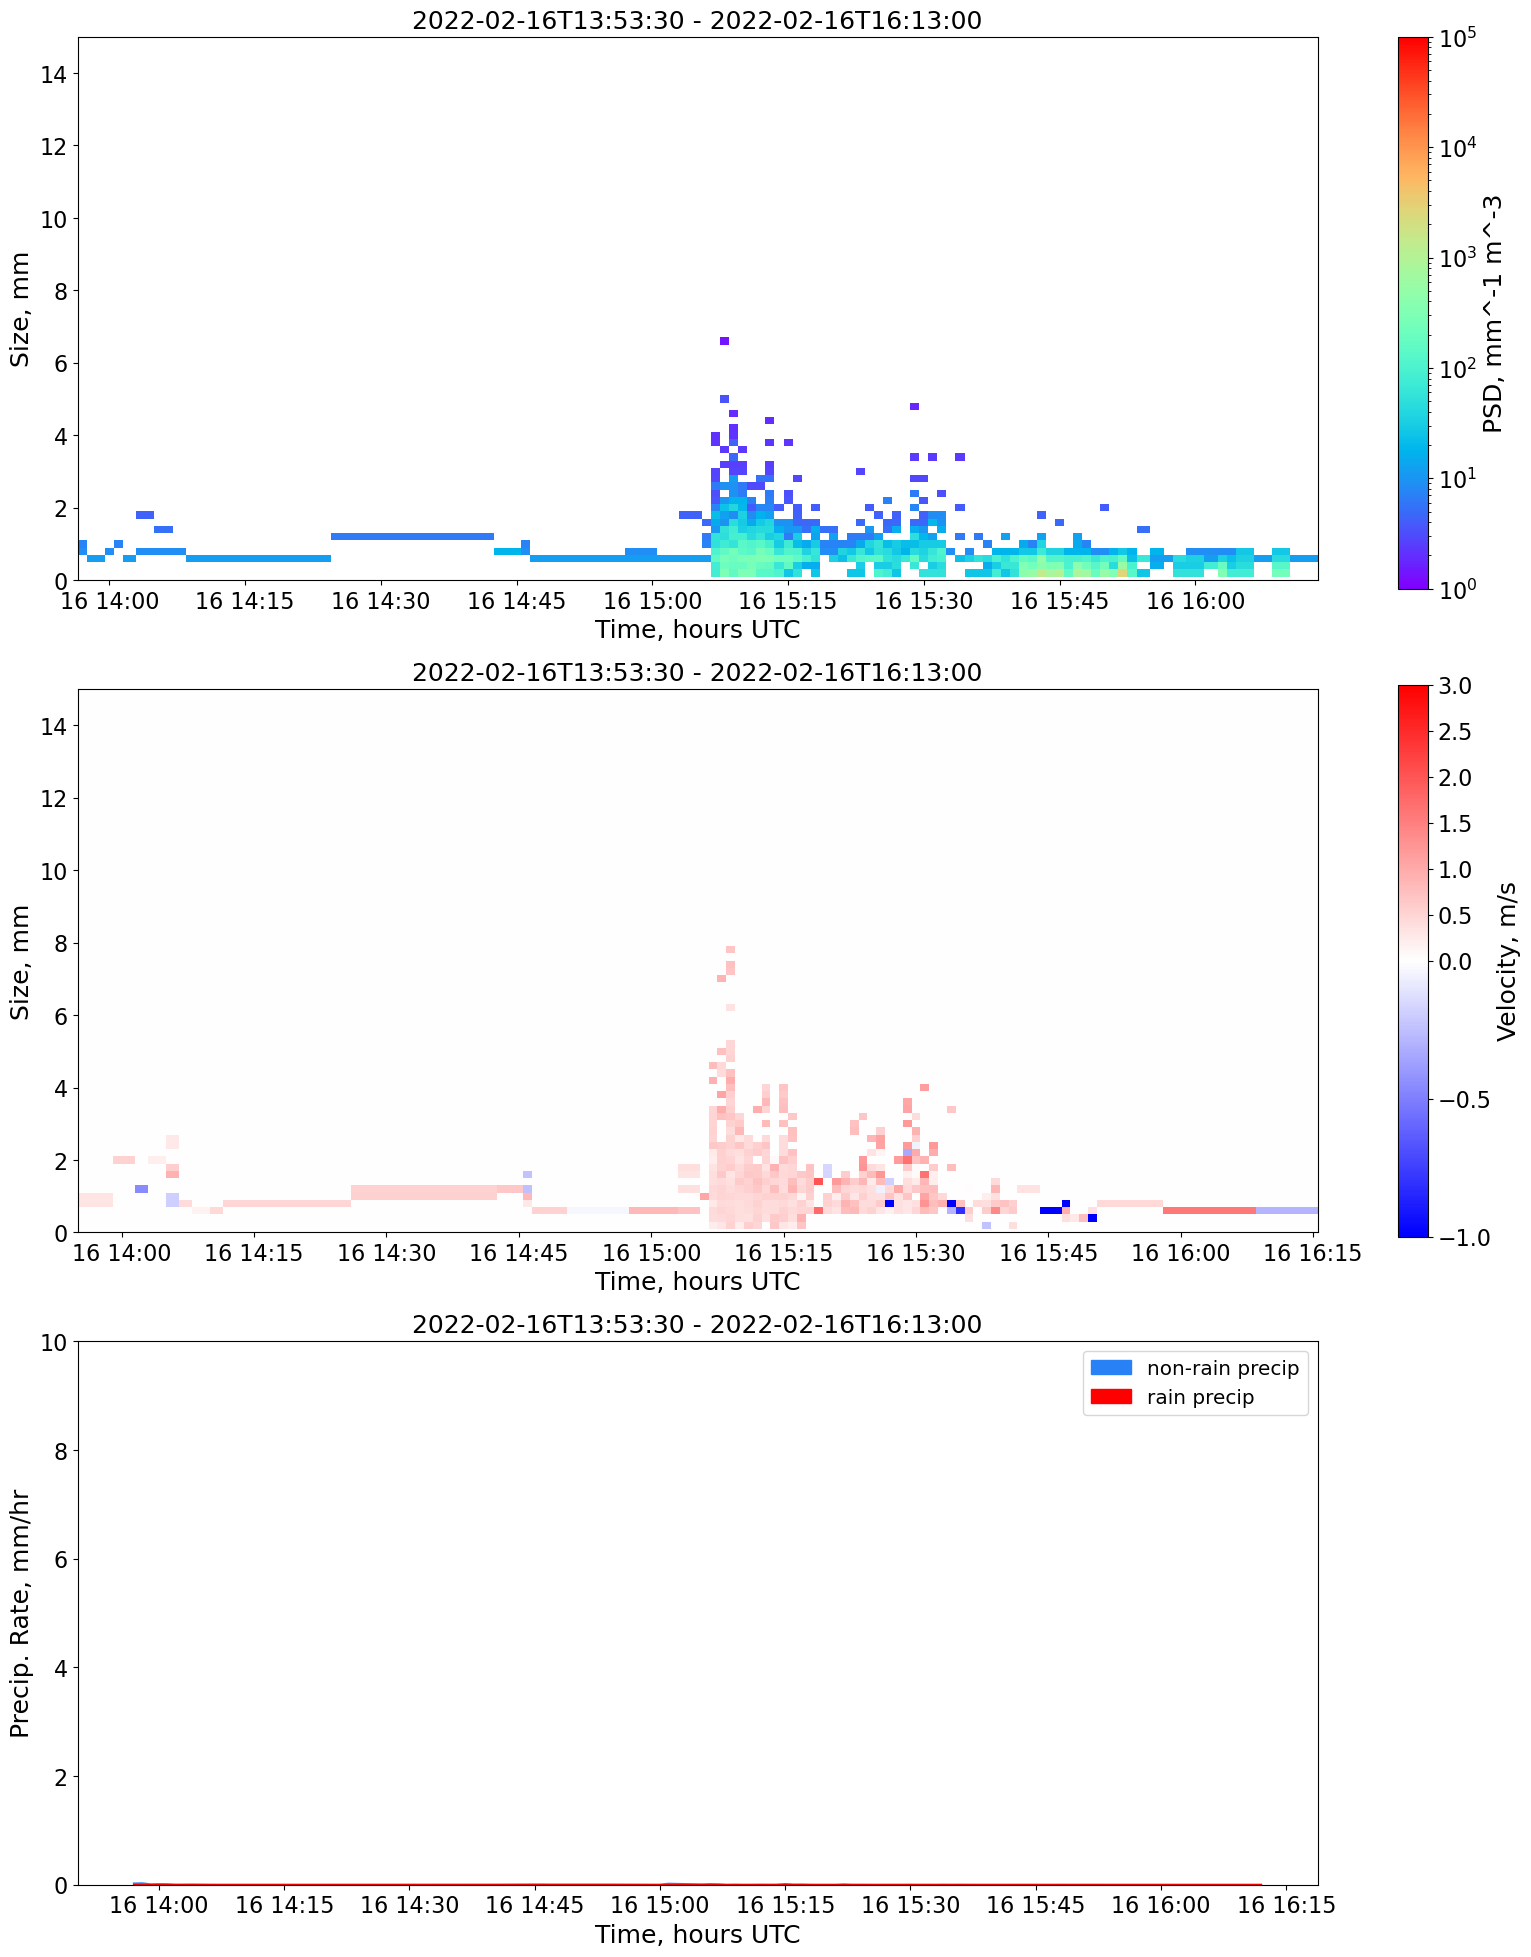 2022-02-16T13:53:30 - 2022-02-16T16:13:00
14
12
10
8
6
4
2
0
Size, mm
16 14:00 16 14:15 16 14:30 16 14:45 16 15:00 16 15:15 16 15:30 16 15:45 16 16:00
Time, hours UTC
10^5
10^4
10^3
10^2
10^1
10^0
PSD, mm^-1 m^-3
2022-02-16T13:53:30 - 2022-02-16T16:13:00
14
12
10
8
6
4
2
0
Size, mm
16 14:00 16 14:15 16 14:30 16 14:45 16 15:00 16 15:15 16 15:30 16 15:45 16 16:00 16 16:15
Time, hours UTC
3.0
2.5
2.0
1.5
1.0
0.5
0.0
−0.5
−1.0
Velocity, m/s
2022-02-16T13:53:30 - 2022-02-16T16:13:00
non-rain precip
rain precip
10
8
6
4
2
0
Precip. Rate, mm/hr
16 14:00 16 14:15 16 14:30 16 14:45 16 15:00 16 15:15 16 15:30 16 15:45 16 16:00 16 16:15
Time, hours UTC